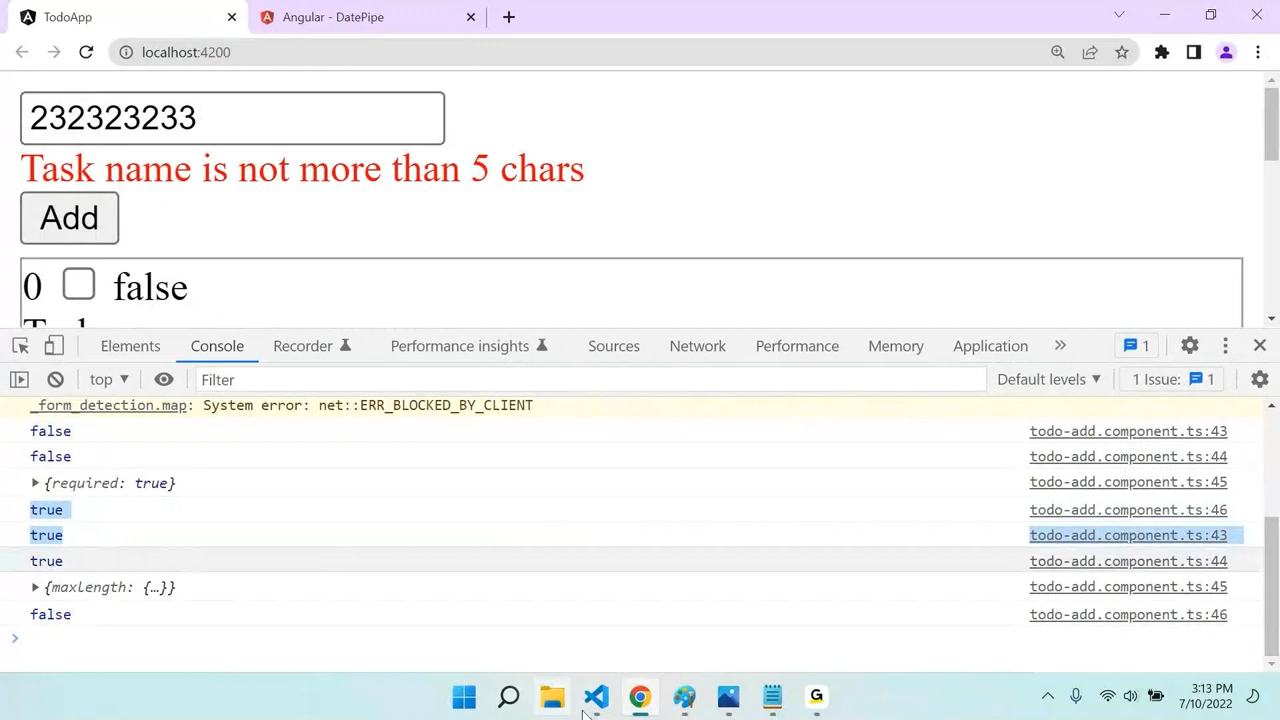 TodoApp
Angular - DatePipe
localhost:4200
232323233
Task name is not more than 5 chars
Add
0 false
Elements Console Recorder Performance insights Sources Network Performance Memory Application 1
top Filter Default levels 1 Issue: 1
_form_detection.map: System error: net::ERR_BLOCKED_BY_CLIENT
false todo-add.component.ts:43
false todo-add.component.ts:44
{required: true} todo-add.component.ts:45
true todo-add.component.ts:46
true todo-add.component.ts:43
true todo-add.component.ts:44
{maxlength: {…}} todo-add.component.ts:45
false todo-add.component.ts:46
G
3:13 PM
7/10/2022